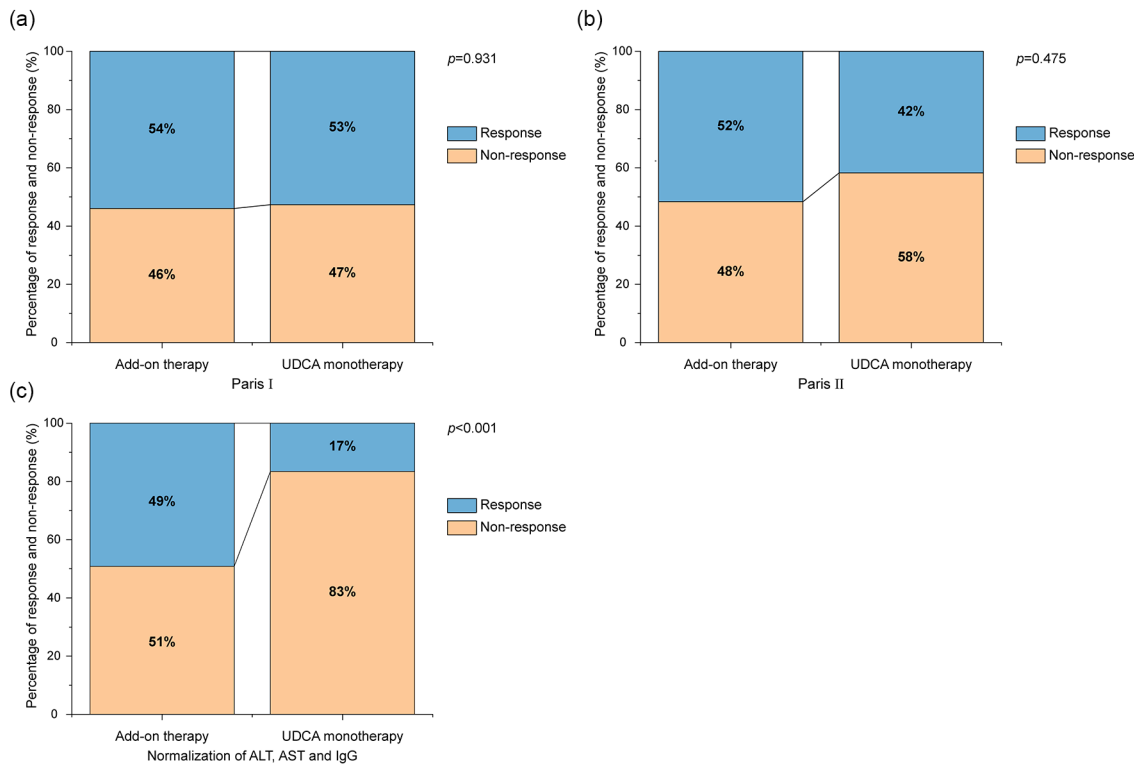 (a)
Percentage of response and non-response (%)
100
80
60
40
20
0
54%
46%
53%
47%
p=0.931
Response
Non-response
Add-on therapy
UDCA monotherapy
Paris I
(b)
Percentage of response and non-response (%)
100
80
60
40
20
0
52%
48%
42%
58%
p=0.475
Response
Non-response
Add-on therapy
UDCA monotherapy
Paris II
(c)
Percentage of response and non-response (%)
100
80
60
40
20
0
49%
51%
17%
83%
p<0.001
Response
Non-response
Add-on therapy
UDCA monotherapy
Normalization of ALT, AST and IgG